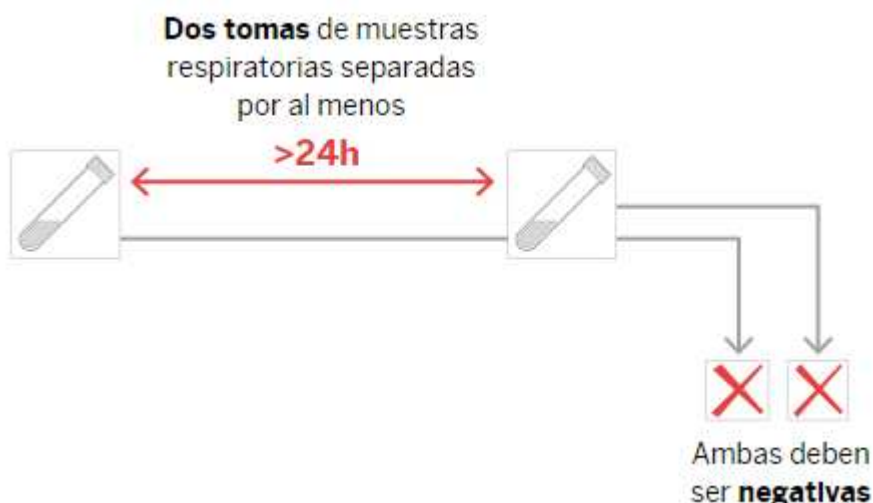 Dos tomas de muestras
respiratorias separadas
por al menos
>24h
Ambas deben
ser negativas